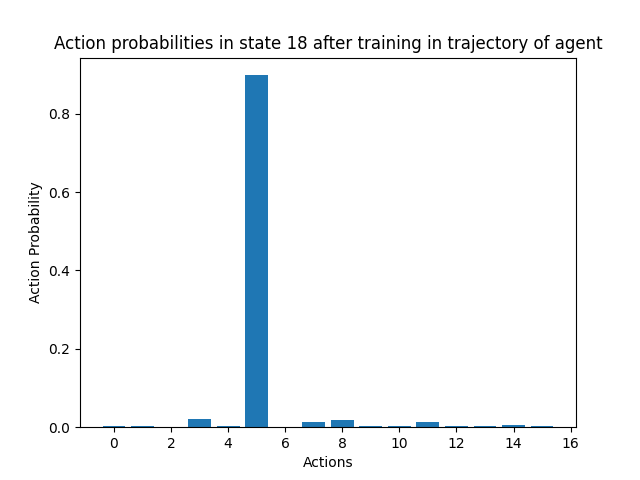 Action probabilities in state 18 after training in trajectory of agent
0.8
0.6
0.4
0.2
0.0
Action Probability
0 2 4 6 8 10 12 14 16
Actions